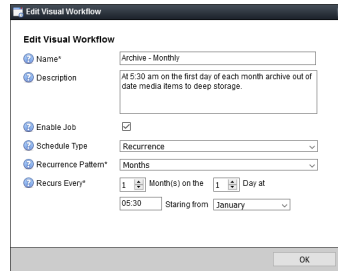 Edit Visual Workflow
Edit Visual Workflow
Name* Archive - Monthly
Description At 5:30 am on the first day of each month archive out of
date media items to deep storage.
Enable Job
Schedule Type Recurrence
Recurrence Pattern* Months
Recurs Every* 1 Month(s) on the 1 Day at
05:30 Staring from January
OK